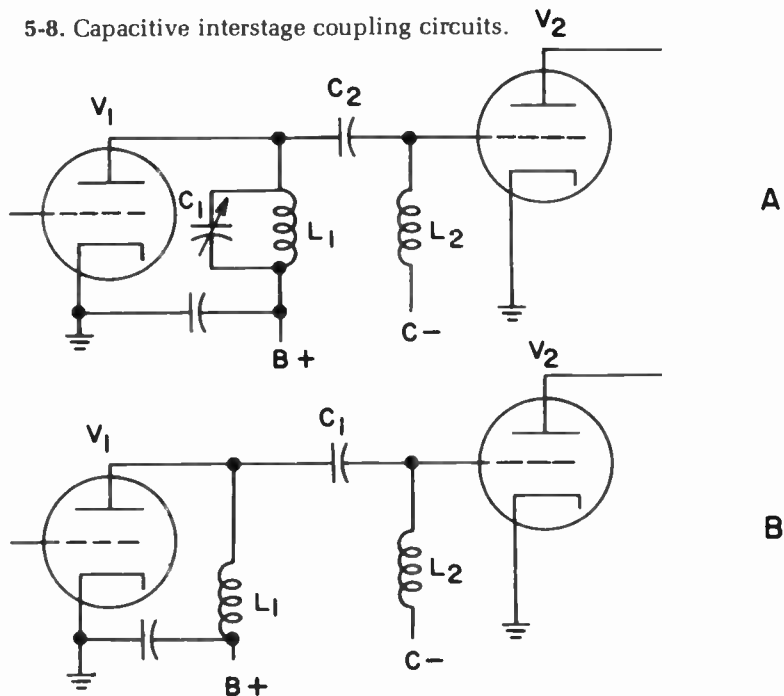 5-8. Capacitive interstage coupling circuits.
V2
C2
V1
C1
L1
L2
A
B+
C-
V2
V1
C1
L1
L2
B
B+
C-